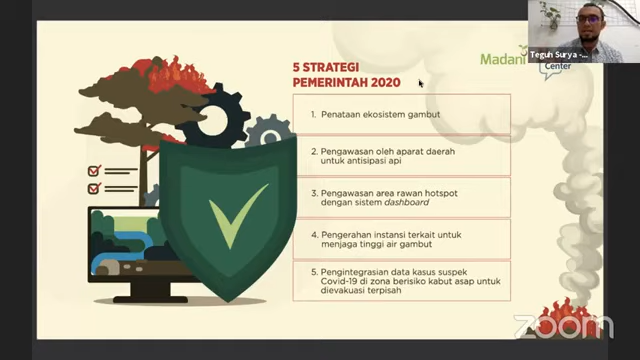 5 STRATEGI
PEMERINTAH 2020
1. Penataan ekosistem gambut
2. Pengawasan oleh aparat daerah
untuk antisipasi api
3. Pengawasan area rawan hotspot
dengan sistem dashboard
4. Pengerahan instansi terkait untuk
menjaga tinggi air gambut
5. Pengintegrasian data kasus suspek
Covid-19 di zona berisiko kabut asap untuk
dievakuasi terpisah
Madani
Center
Teguh Surya -...
zoom